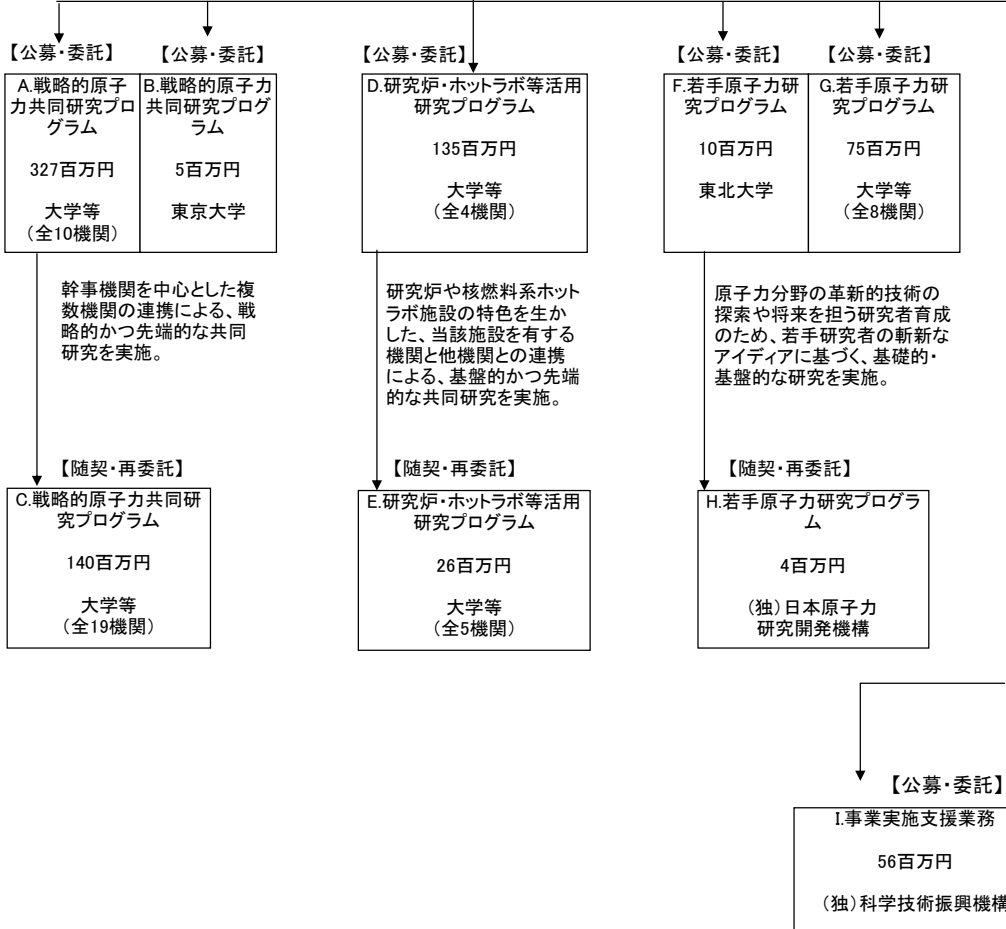 【公募・委託】
【公募・委託】
【公募・委託】
【公募・委託】
【公募・委託】
A.戦略的原子
力共同研究プロ
グラム
327百万円
大学等
（全10機関）
B.戦略的原子力
共同研究プログ
ラム
5百万円
東京大学
D.研究炉・ホットラボ等活用
研究プログラム
135百万円
大学等
（全4機関）
F.若手原子力研
究プログラム
10百万円
東北大学
G.若手原子力研
究プログラム
75百万円
大学等
（全8機関）
幹事機関を中心とした複
数機関の連携による、戦
略的かつ先端的な共同
研究を実施。
研究炉や核燃料系ホット
ラボ施設の特色を生か
した、当該施設を有する
機関と他機関との連携
による、基盤的かつ先端
的な共同研究を実施。
原子力分野の革新的技術の
探索や将来を担う研究者育成
のため、若手研究者の斬新な
アイディアに基づく、基礎的・
基盤的な研究を実施。
【随契・再委託】
【随契・再委託】
【随契・再委託】
C.戦略的原子力共同研
究プログラム
140百万円
大学等
（全19機関）
E.研究炉・ホットラボ等活用
研究プログラム
26百万円
大学等
（全5機関）
H.若手原子力研究プログラ
ム
4百万円
（独）日本原子力
研究開発機構
【公募・委託】
I.事業実施支援業務
56百万円
（独）科学技術振興機構